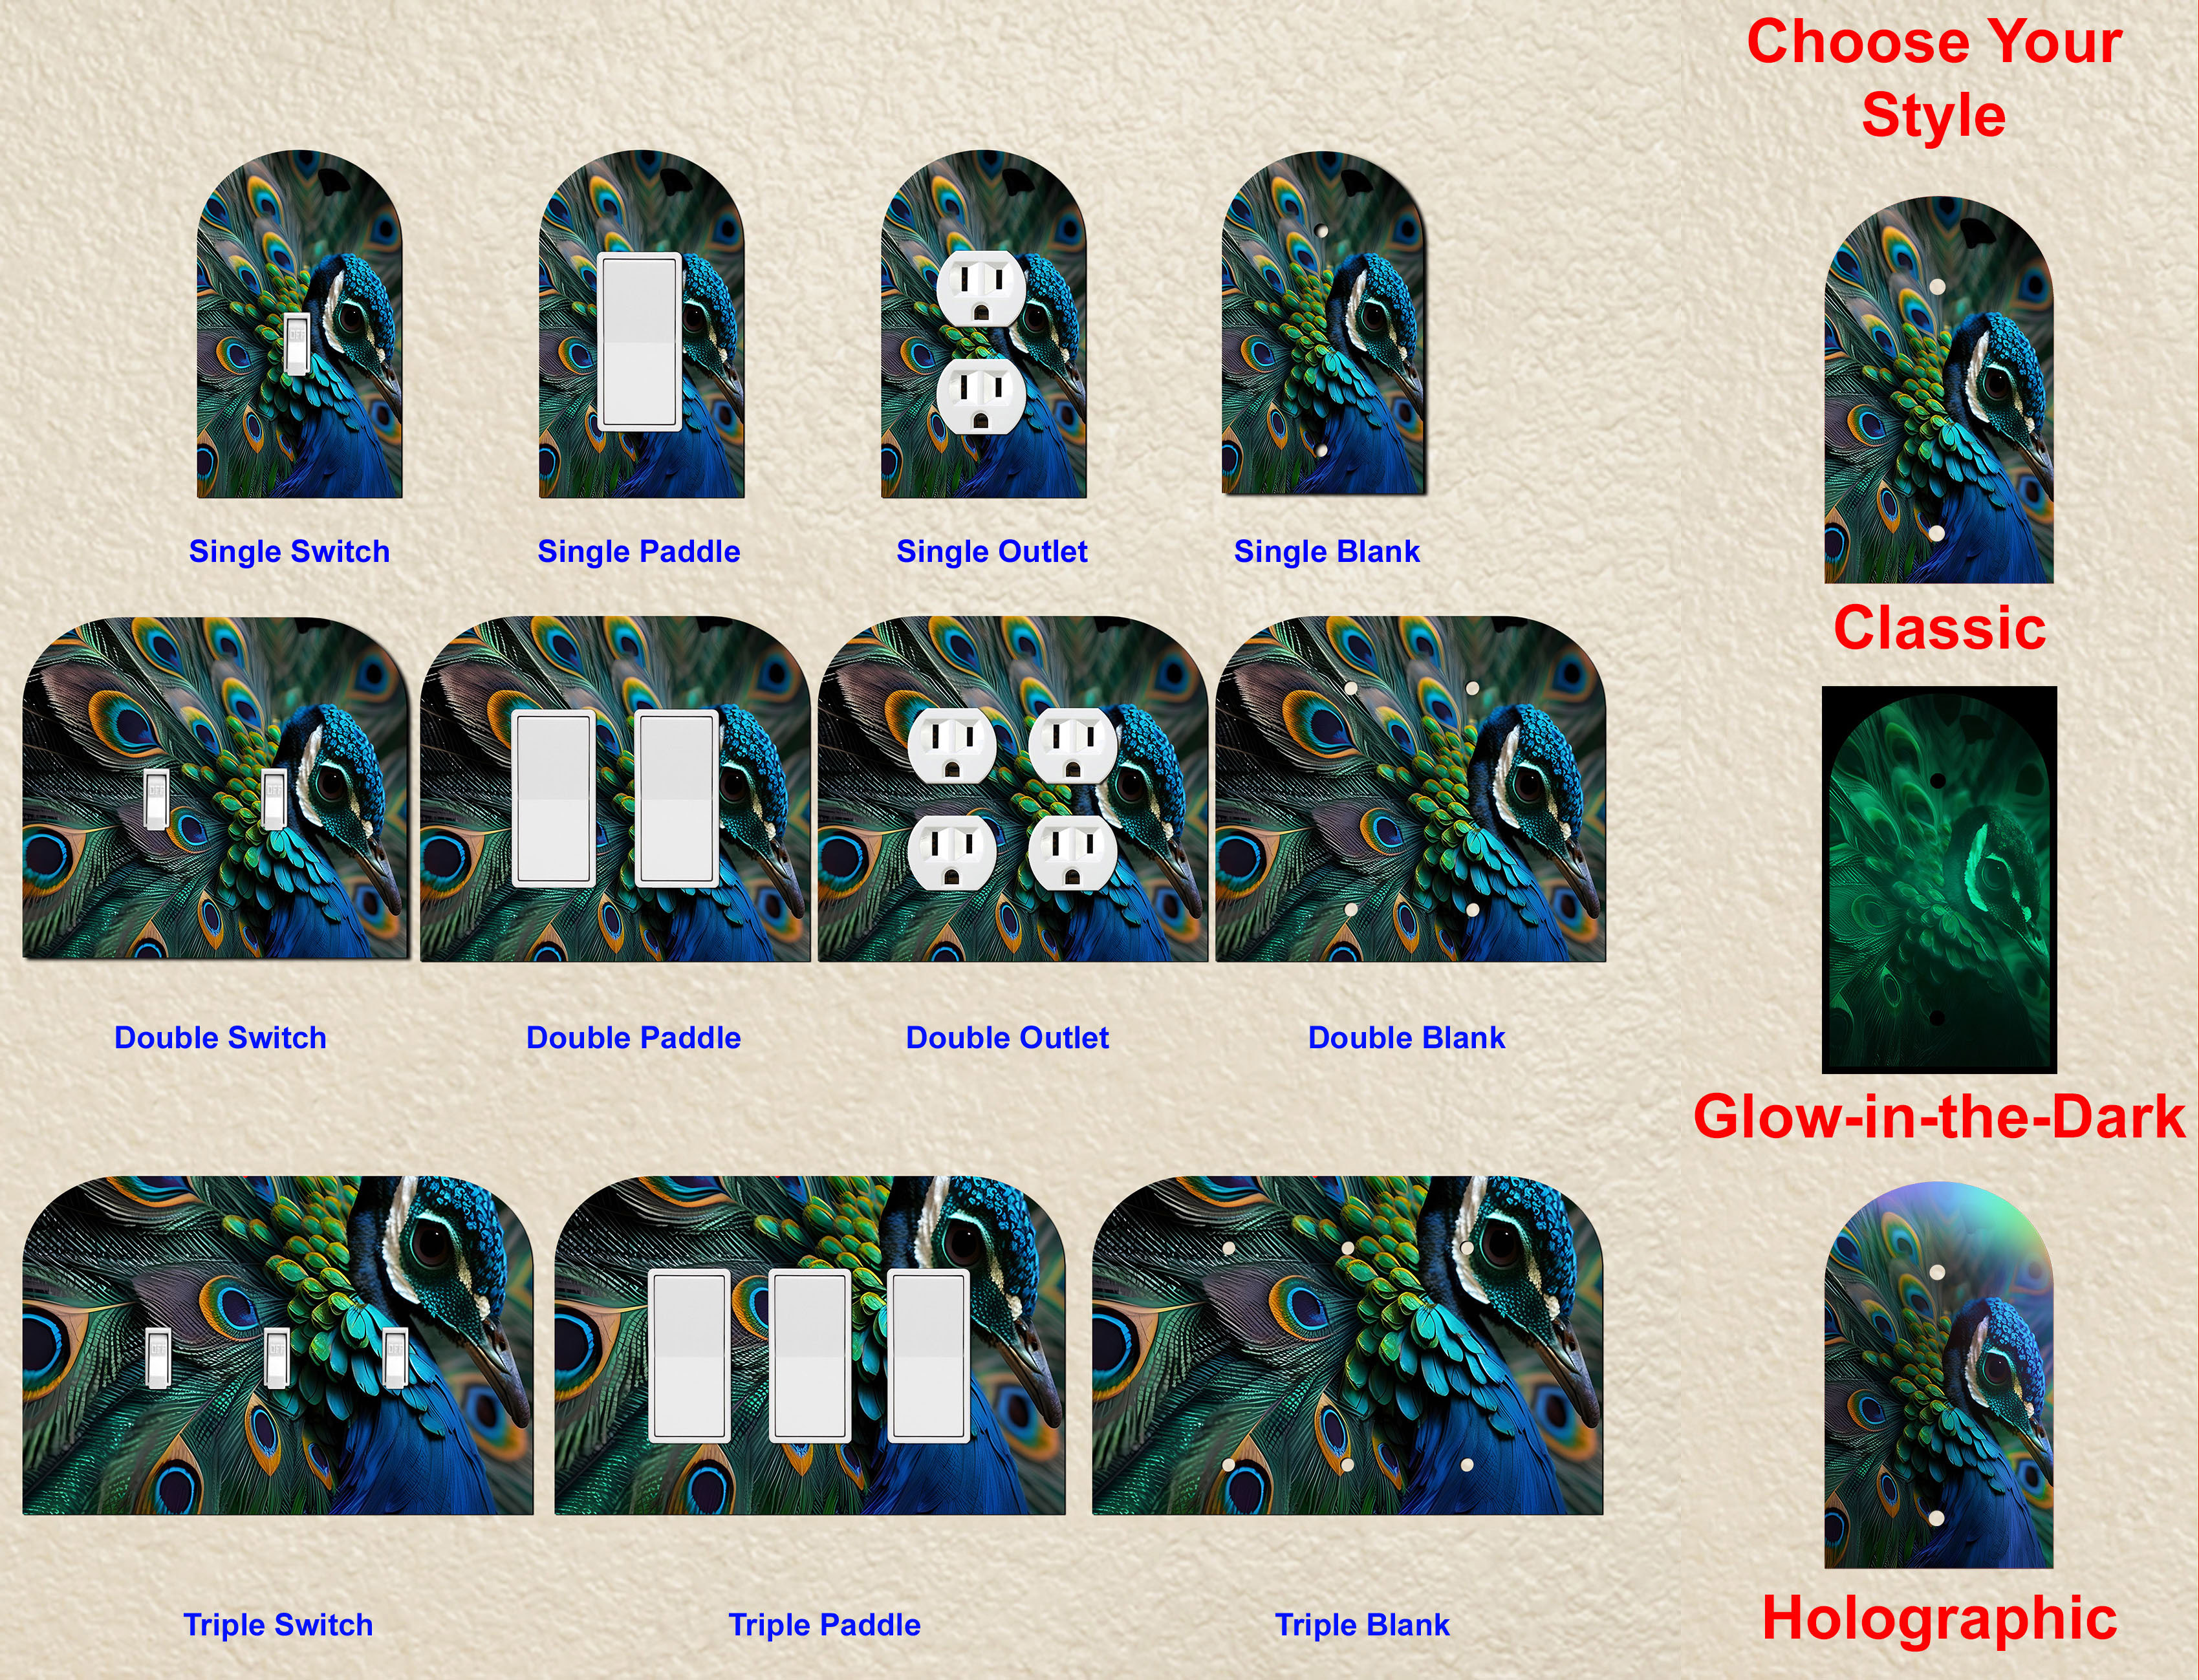 Choose Your
Style
Single Switch
Single Paddle
Single Outlet
Single Blank
Classic
Double Switch
Double Paddle
Double Outlet
Double Blank
Glow-in-the-Dark
Triple Switch
Triple Paddle
Triple Blank
Holographic